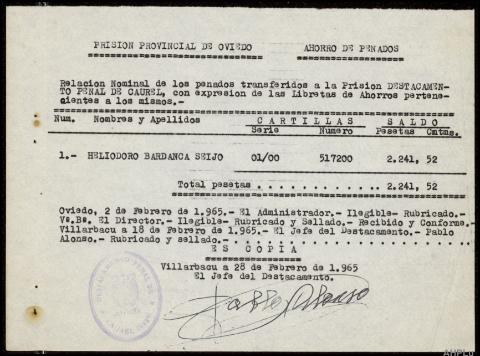 PRISION PROVINCIAL DE OVIEDO AHORRO DE PENADOS
Relacion Nominal de los penados transferidos a la Prision DESTACAMEN-
TO PENAL DE CAUREL, con expresion de las Libretas de Ahorros pertene-
cientes a los mismos.-
Num. Nombres y Apellidos CARTILLAS SALDO
Serie Numero Pesetas Cntms.
1.- HELIODORO BARDANCA SEIJO 01/00 517200 2.241, 52
Total pesetas . . . . . . . . . . . . 2.241, 52
Oviedo, 2 de Febrero de 1.965.- El Administrador.- Ilegible- Rubricado.-
Vº.Bº. El Director.- Ilegible- Rubricado y Sellado.- Recibido y Conforme.-
Villarbacu a 18 de febrero de 1.965.- El Jefe del Destacamento.- Pablo
Alonso.- Rubricado y sellado.-
ES COPIA
Villarbacu a 28 de Febrero de 1.965
El Jefe del Destacamento.
Pablo Alonso
AHPLu